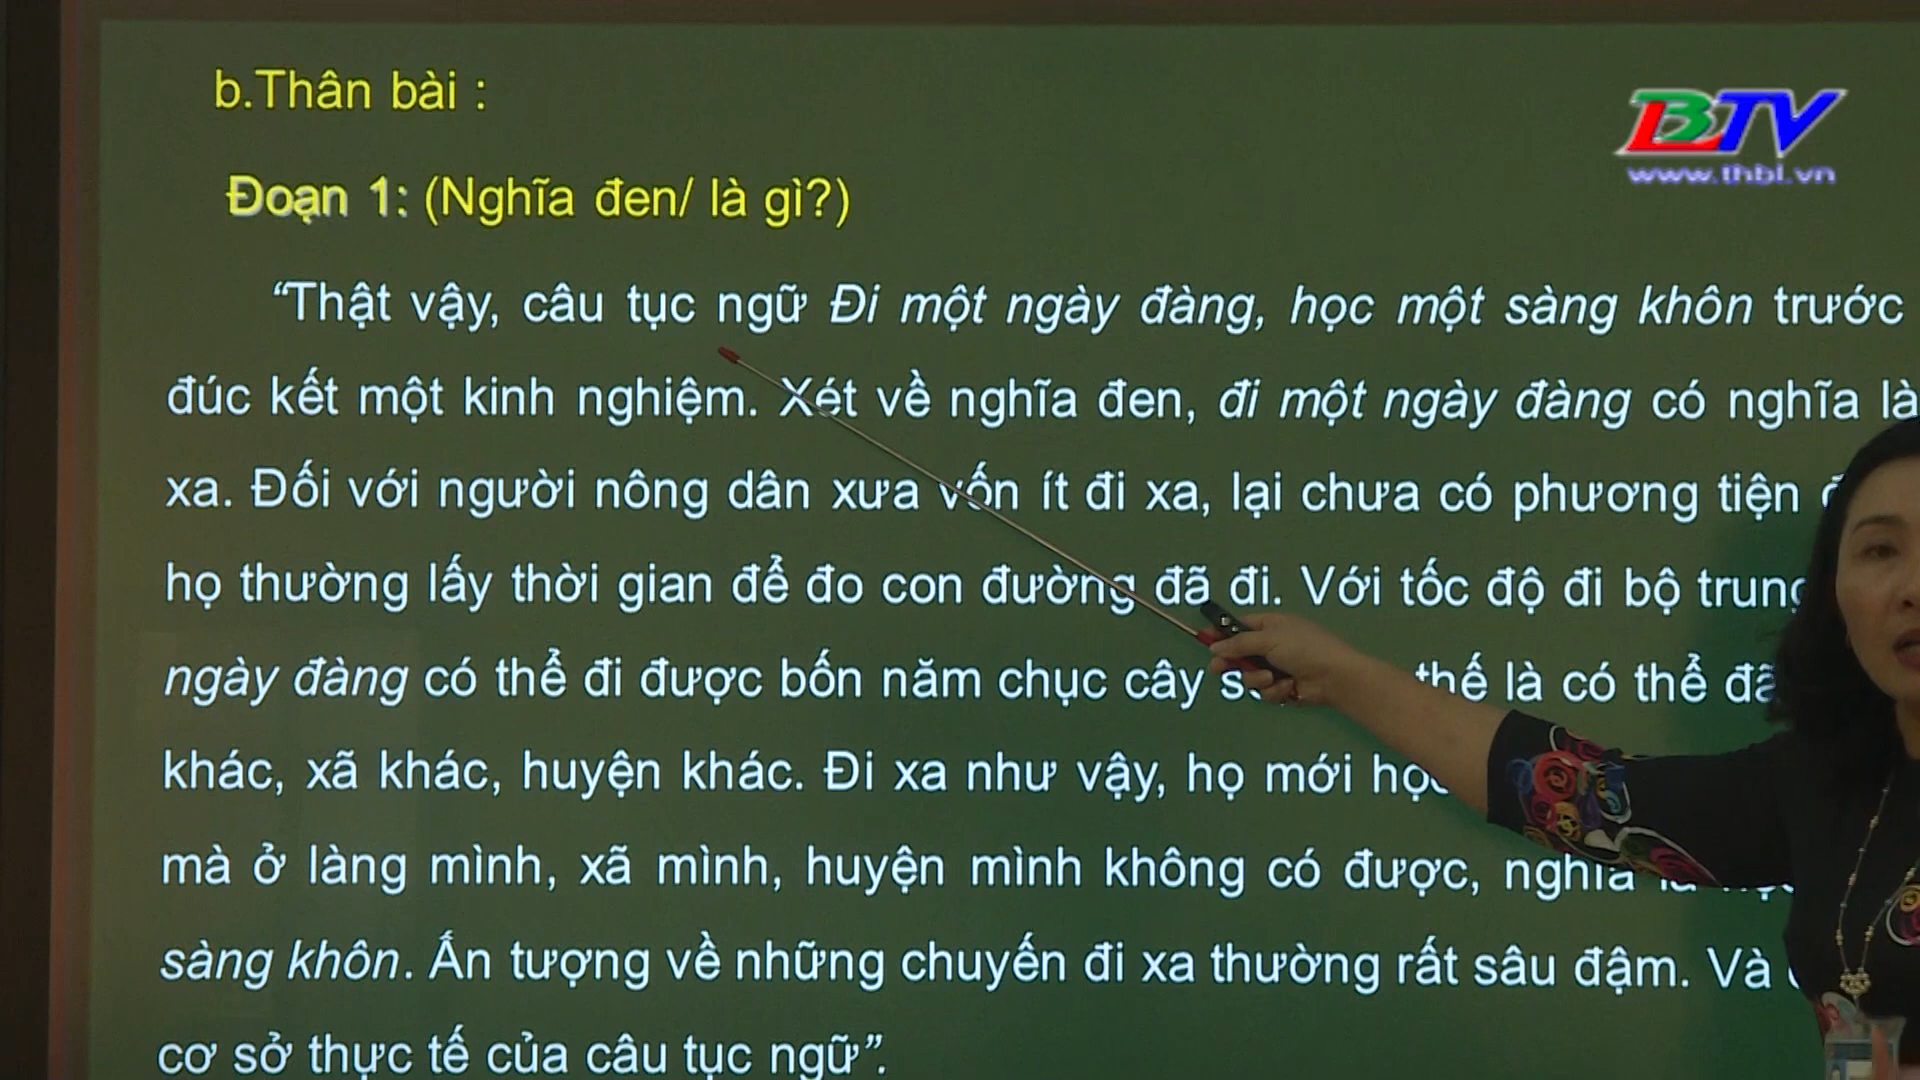 b.Thân bài :
BTV
www.thbl.vn
Đoạn 1: (Nghĩa đen/ là gì?)
“Thật vậy, câu tục ngữ Đi một ngày đàng, học một sàng khôn trước
đúc kết một kinh nghiệm. Xét về nghĩa đen, đi một ngày đàng có nghĩa là
xa. Đối với người nông dân xưa vốn ít đi xa, lại chưa có phương tiện
họ thường lấy thời gian để đo con đường đã đi. Với tốc độ đi bộ trung
ngày đàng có thể đi được bốn năm chục cây thế là có thể đã
khác, xã khác, huyện khác. Đi xa như vậy, họ mới học
mà ở làng mình, xã mình, huyện mình không có được, nghĩa là
sàng khôn. Ấn tượng về những chuyến đi xa thường rất sâu đậm. Và
cơ sở thực tế của câu tục ngữ”.